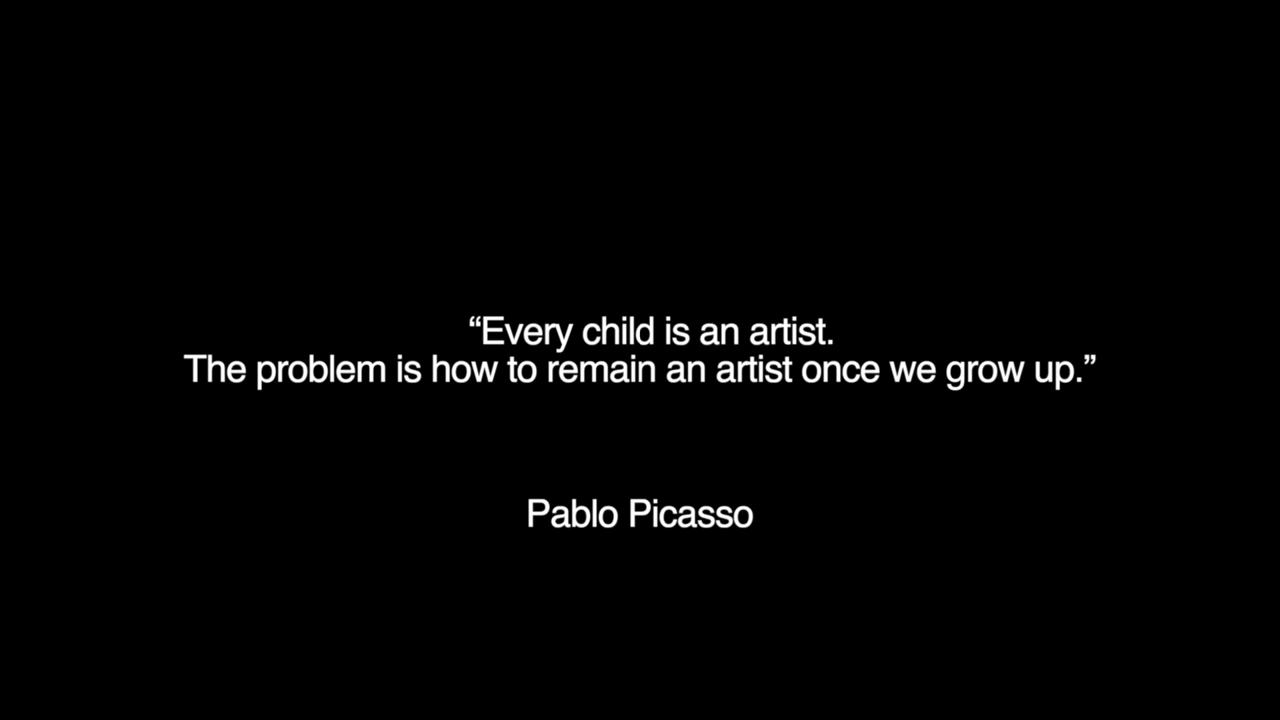 “Every child is an artist.
The problem is how to remain an artist once we grow up.”
Pablo Picasso